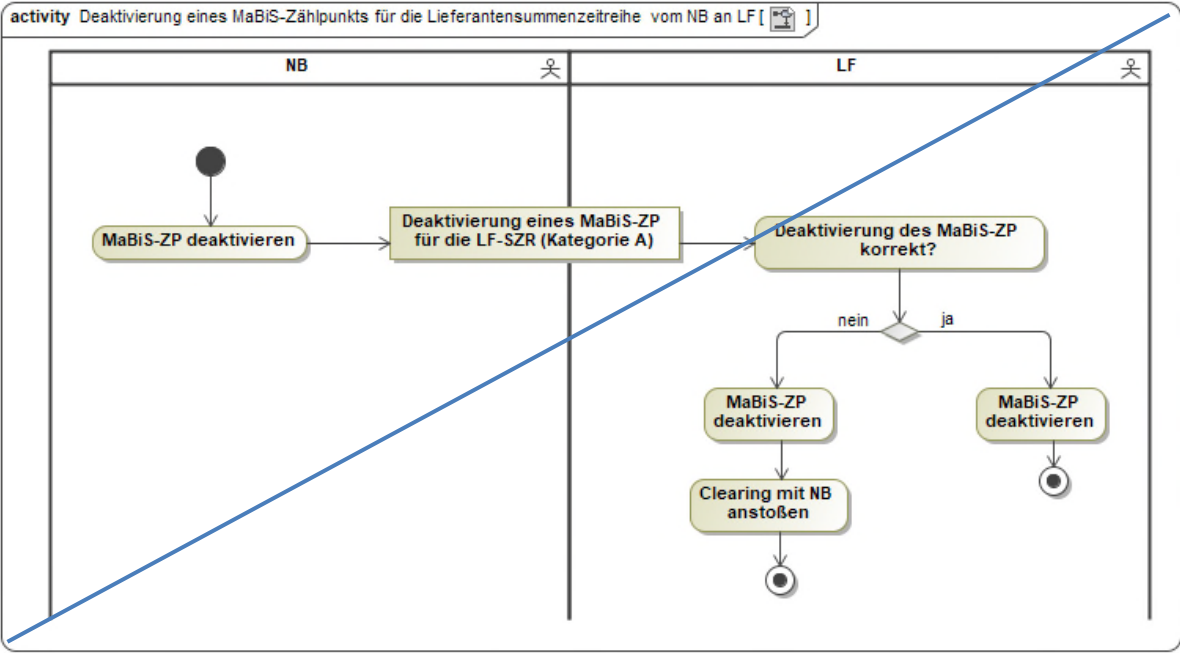 activity Deaktivierung eines MaBiS-Zählpunkts für die Lieferantensummenzeitreihe vom NB an LF [ ]
NB
LF
MaBiS-ZP deaktivieren
Deaktivierung eines MaBiS-ZP
für die LF-SZR (Kategorie A)
Deaktivierung des MaBiS-ZP
korrekt?
nein
ja
MaBiS-ZP
deaktivieren
MaBiS-ZP
deaktivieren
Clearing mit NB
anstoßen